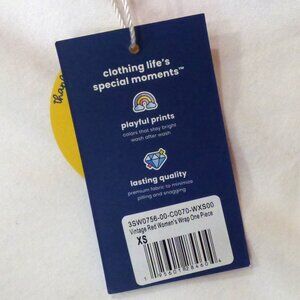 clothing life's
special moments™
playful prints
colors that stay bright
wash after wash
lasting quality
premium fabric to minimize
pilling and snagging
3SW0756-00-C0070-WXS00
Vintage Red Women's Wrap One Piece
XS